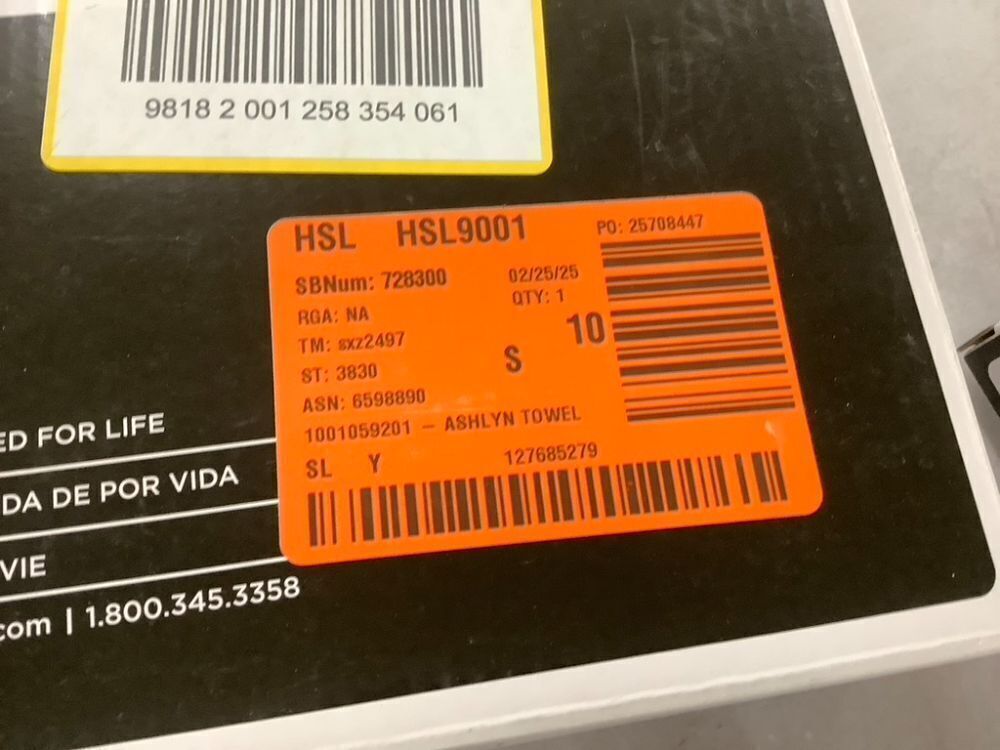 9818 2 001 258 354 061
HSL HSL9001
PO: 25708447
SBNum: 728300
02/25/25
RGA: NA
QTY: 1
TM: sxz2497
S
10
ST: 3830
ASN: 6598890
1001059201 - ASHLYN TOWEL
SL Y
127685279
ED FOR LIFE
DA DE POR VIDA
VIE
com | 1.800.345.3358